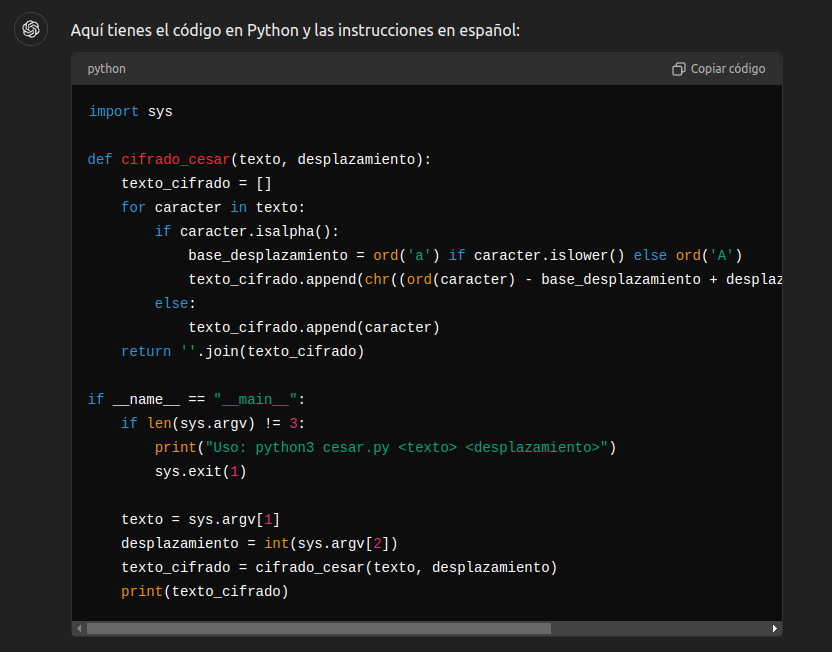 Aquí tienes el código en Python y las instrucciones en español:
python
Copiar código
import sys
def cifrado_cesar(texto, desplazamiento):
    texto_cifrado = []
    for caracter in texto:
        if caracter.isalpha():
            base_desplazamiento = ord('a') if caracter.islower() else ord('A')
            texto_cifrado.append(chr((ord(caracter) - base_desplazamiento + desplaz
        else:
            texto_cifrado.append(caracter)
    return ''.join(texto_cifrado)
if __name__ == "__main__":
    if len(sys.argv) != 3:
        print("Uso: python3 cesar.py <texto> <desplazamiento>")
        sys.exit(1)
    texto = sys.argv[1]
    desplazamiento = int(sys.argv[2])
    texto_cifrado = cifrado_cesar(texto, desplazamiento)
    print(texto_cifrado)